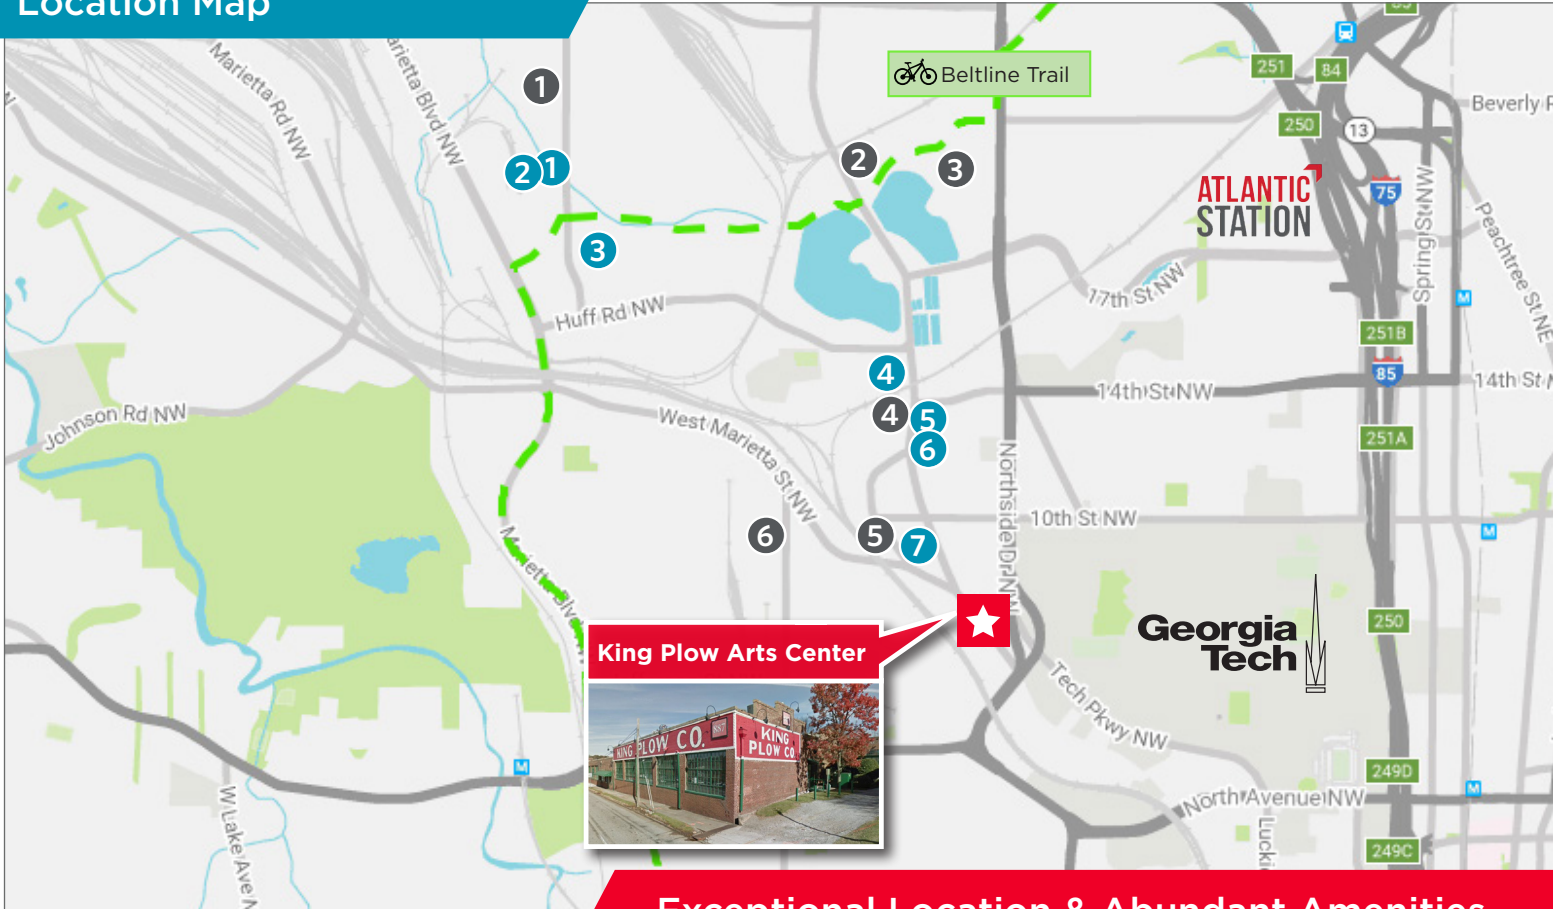 Location Map
Beltline Trail
Marietta Rd NW
arietta Blvd NW
W
1
2
1
3
2
3
ATLANTIC
STATION
251
84
250
13
75
Beverly
Spring St NW
Peachtree St NE
M
17th St NW
Huff Rd NW
251B
85
14th St NW
14th St
251A
4
4
5
6
Johnson Rd NW
West Marietta St NW
Northside Dr NW
10th St NW
M
6
5
7
Marietta Blvd
King Plow Arts Center
KING PLOW CO.
887
KING
PLOW CO.
Georgia
Tech
250
Tech Pkwy NW
249D
M
North Avenue NW
M
W Lake Ave
Lucki
249C
Exceptional Location & Abundant Amenities